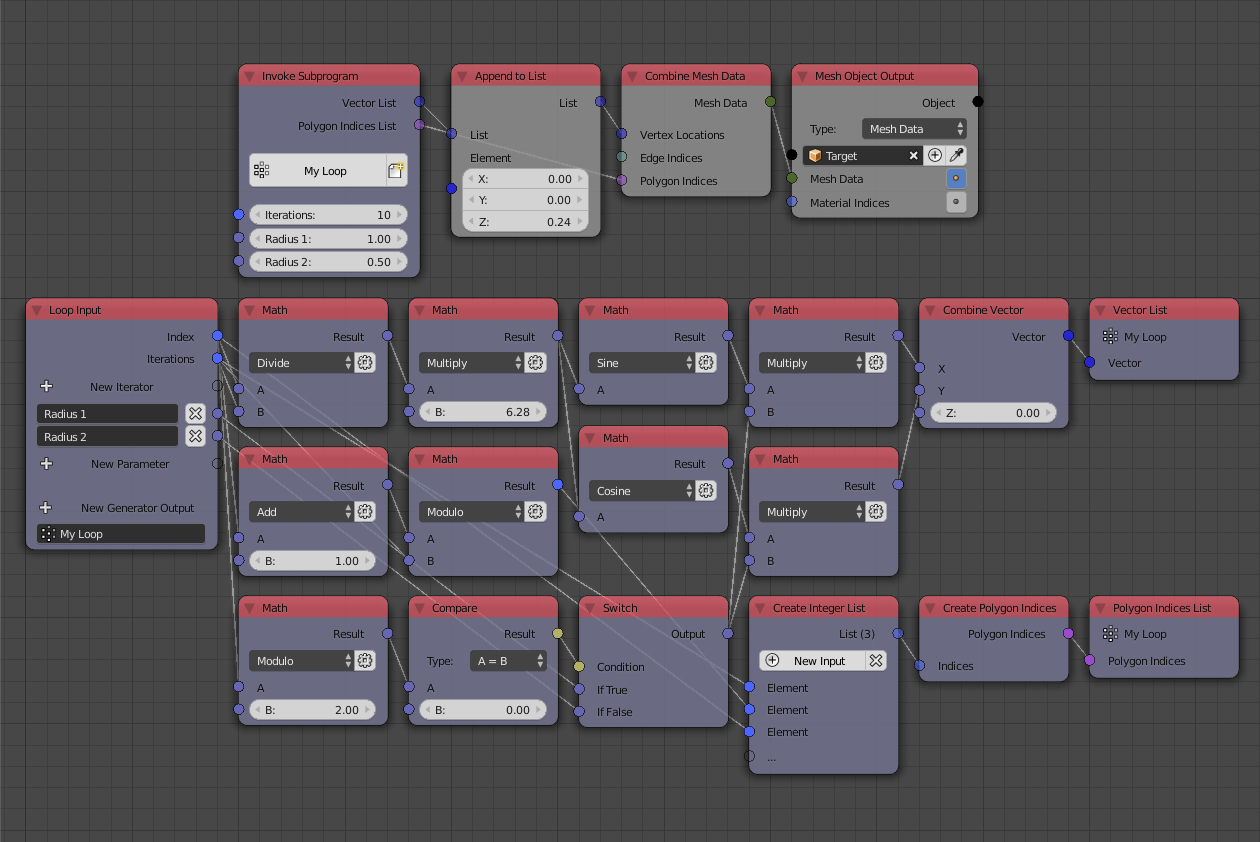 Invoke Subprogram
Vector List
Polygon Indices List
My Loop
Iterations: 10
Radius 1: 1.00
Radius 2: 0.50
Append to List
List
List
Element
X: 0.00
Y: 0.00
Z: 0.24
Combine Mesh Data
Mesh Data
Vertex Locations
Edge Indices
Polygon Indices
Mesh Object Output
Object
Type: Mesh Data
Target
Mesh Data
Material Indices
Loop Input
Index
Iterations
New Iterator
Radius 1
Radius 2
New Parameter
New Generator Output
My Loop
Math
Result
Divide
A
B
Math
Result
Multiply
A
B: 6.28
Math
Result
Sine
A
Math
Result
Multiply
A
B
Combine Vector
Vector
X
Y
Z: 0.00
Vector List
My Loop
Vector
Math
Result
Add
A
B: 1.00
Math
Result
Modulo
A
B
Math
Result
Cosine
A
Math
Result
Multiply
A
B
Math
Result
Modulo
A
B: 2.00
Compare
Result
Type: A = B
A
B: 0.00
Switch
Output
Condition
If True
If False
Create Integer List
List (3)
New Input
Element
Element
Element
...
Create Polygon Indices
Polygon Indices
Indices
Polygon Indices List
My Loop
Polygon Indices